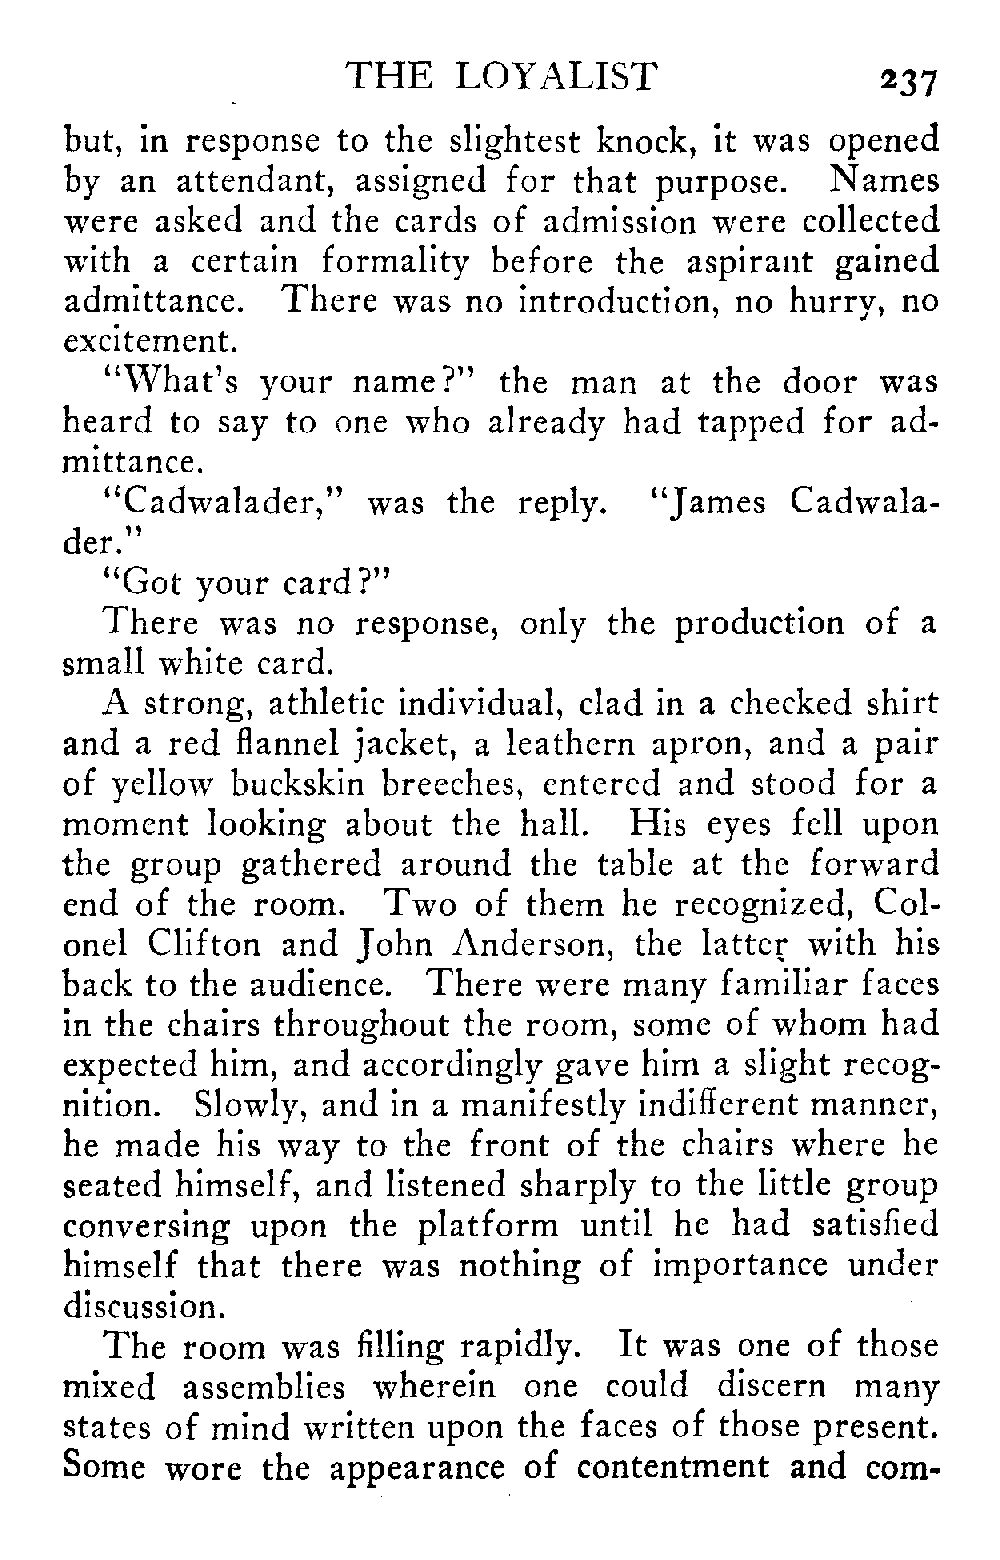 THE LOYALIST 237
but, in response to the slightest knock, it was opened
by an attendant, assigned for that purpose. Names
were asked and the cards of admission were collected
with a certain formality before the aspirant gained
admittance. There was no introduction, no hurry, no
excitement.
"What's your name?" the man at the door was
heard to say to one who already had tapped for ad-
mittance.
"Cadwalader," was the reply. "James Cadwala-
der."
"Got your card?"
There was no response, only the production of a
small white card.
A strong, athletic individual, clad in a checked shirt
and a red flannel jacket, a leathern apron, and a pair
of yellow buckskin breeches, entered and stood for a
moment looking about the hall. His eyes fell upon
the group gathered around the table at the forward
end of the room. Two of them he recognized, Col-
onel Clifton and John Anderson, the latter with his
back to the audience. There were many familiar faces
in the chairs throughout the room, some of whom had
expected him, and accordingly gave him a slight recog-
nition. Slowly, and in a manifestly indifferent manner,
he made his way to the front of the chairs where he
seated himself, and listened sharply to the little group
conversing upon the platform until he had satisfied
himself that there was nothing of importance under
discussion.
The room was filling rapidly. It was one of those
mixed assemblies wherein one could discern many
states of mind written upon the faces of those present.
Some wore the appearance of contentment and com-